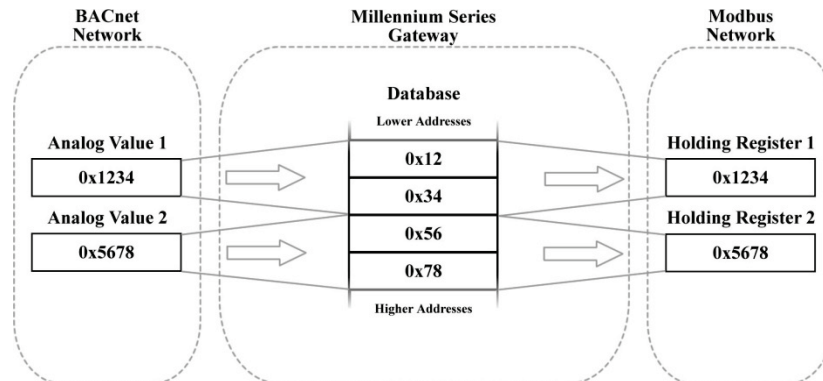 BACnet
Network
Millennium Series
Gateway
Modbus
Network
Database
Lower Addresses
Analog Value 1
0x1234
Analog Value 2
0x5678
0x12
0x34
0x56
0x78
Higher Addresses
Holding Register 1
0x1234
Holding Register 2
0x5678